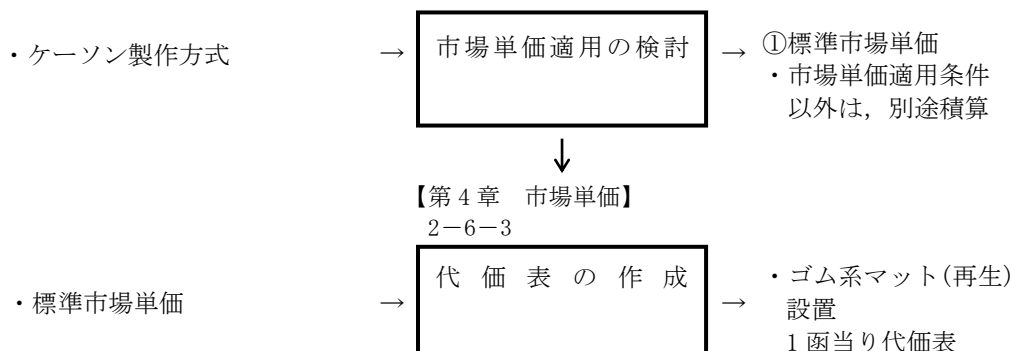 ・ケーソン製作方式 → 市場単価適用の検討 → ①標準市場単価
・市場単価適用条件
以外は，別途積算
↓
【第4章　市場単価】
2－6－3
・標準市場単価 → 代価表の作成 → ・ゴム系マット(再生)
設置
1函当り代価表